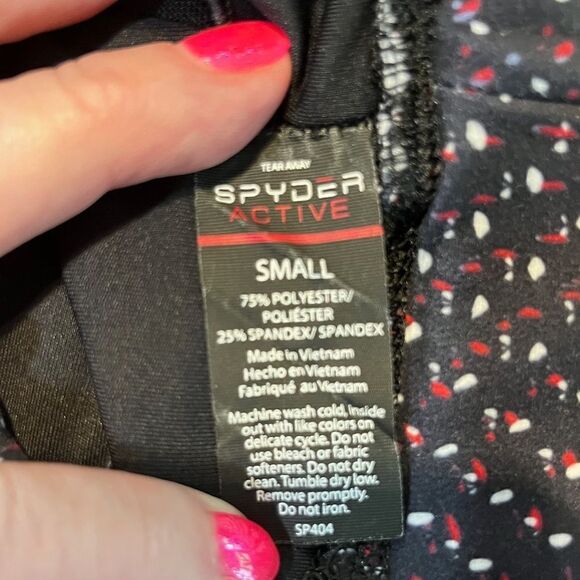 TEAR AWAY
SPYDER
ACTIVE
SMALL
75% POLYESTER/
POLIÉSTER
25% SPANDEX/ SPANDEX
Made in Vietnam
Hecho en Vietnam
Fabriqué au Vietnam
Machine wash cold, Inside
out with like colors on
delicate cycle. Do not
use bleach or fabric
softeners. Do not dry
clean. Tumble dry low.
Remove promptly.
Do not iron.
SP404